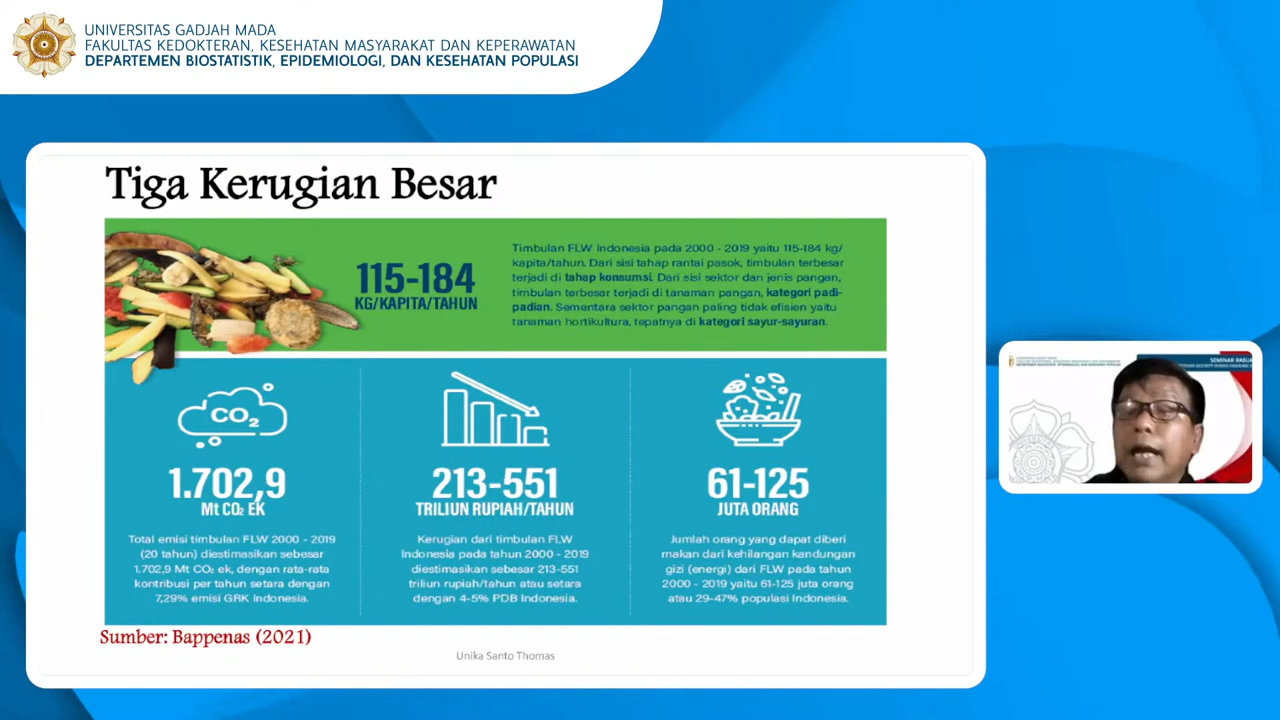 UNIVERSITAS GADJAH MADA
FAKULTAS KEDOKTERAN, KESEHATAN MASYARAKAT DAN KEPERAWATAN
DEPARTEMEN BIOSTATISTIK, EPIDEMIOLOGI, DAN KESEHATAN POPULASI
Tiga Kerugian Besar
115-184
KG/KAPITA/TAHUN
Timbulan FLW Indonesia pada 2000 - 2019 yaitu 115-184 kg/
kapita/tahun. Dari sisi tahap rantai pasok, timbulan terbesar
terjadi di tahap konsumsi. Dari sisi sektor dan jenis pangan,
timbulan terbesar terjadi di tanaman pangan, kategori padi-
padian. Sementara sektor pangan paling tidak efisien yaitu
tanaman hortikultura, tepatnya di kategori sayur-sayuran.
CO₂
1.702,9
Mt CO₂ EK
Total emisi timbulan FLW 2000 - 2019
(20 tahun) diestimasikan sebesar
1.702,9 Mt CO₂ ek, dengan rata-rata
kontribusi per tahun setara dengan
7,29% emisi GRK Indonesia.
213-551
TRILIUN RUPIAH/TAHUN
Kerugian dari timbulan FLW
Indonesia pada tahun 2000 - 2019
diestimasikan sebesar 213-551
triliun rupiah/tahun atau setara
dengan 4-5% PDB Indonesia.
61-125
JUTA ORANG
Jumlah orang yang dapat diberi
makan dari kehilangan kandungan
gizi (energi) dari FLW pada tahun
2000 - 2019 yaitu 61-125 juta orang
atau 29-47% populasi Indonesia.
Sumber: Bappenas (2021)
Unika Santo Thomas
UNIVERSITAS GADJAH MADA
SEMINAR RABUAN